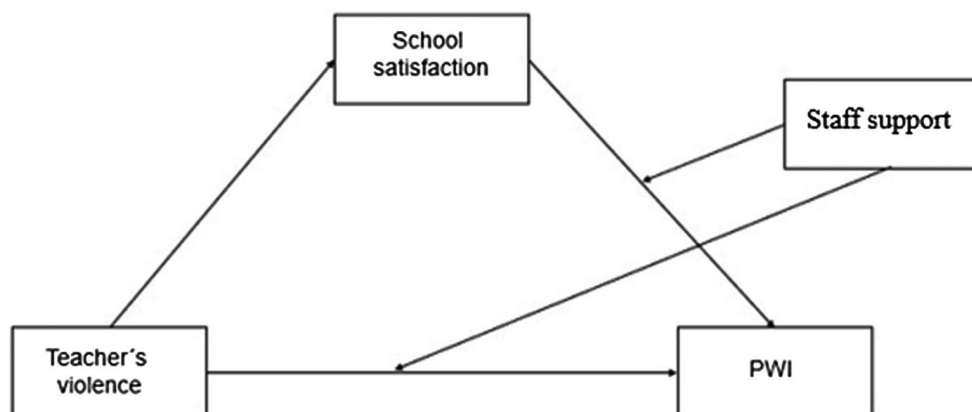 School
satisfaction
Staff support
Teacher´s
violence
PWI